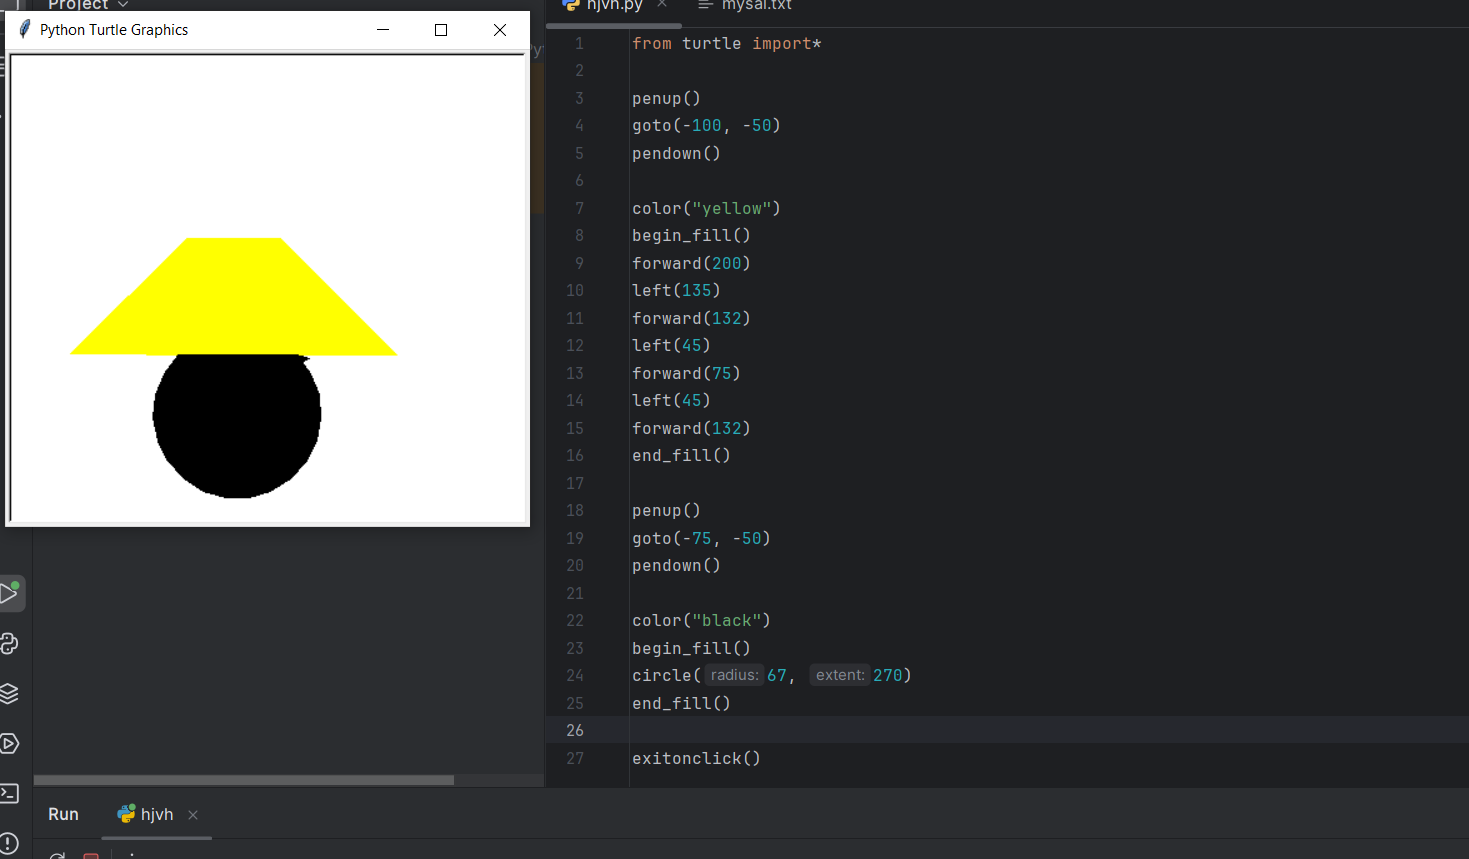 Project
Python Turtle Graphics
hjvh.py
mysal.txt
1 from turtle import*
2
3 penup()
4 goto(-100, -50)
5 pendown()
6
7 color("yellow")
8 begin_fill()
9 forward(200)
10 left(135)
11 forward(132)
12 left(45)
13 forward(75)
14 left(45)
15 forward(132)
16 end_fill()
17
18 penup()
19 goto(-75, -50)
20 pendown()
21
22 color("black")
23 begin_fill()
24 circle( radius: 67, extent: 270)
25 end_fill()
26
27 exitonclick()
Run hjvh